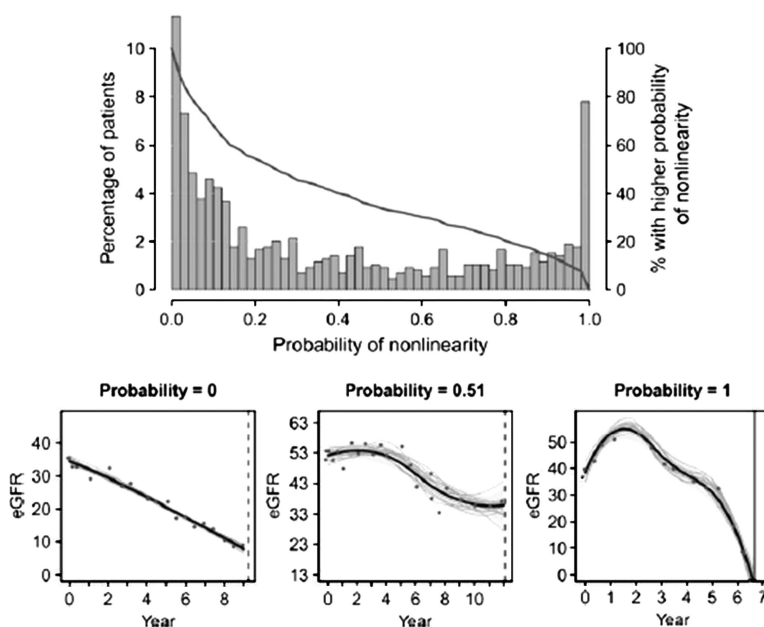 10
8
6
4
2
0
Percentage of patients
100
80
60
40
20
0
% with higher probability
of nonlinearity
0.0 0.2 0.4 0.6 0.8 1.0
Probability of nonlinearity
Probability = 0
40
30
20
10
0
eGFR
0 2 4 6 8
Year
Probability = 0.51
63
53
43
33
23
13
eGFR
0 2 4 6 8 10
Year
Probability = 1
50
40
30
20
10
0
eGFR
0 1 2 3 4 5 6 7
Year